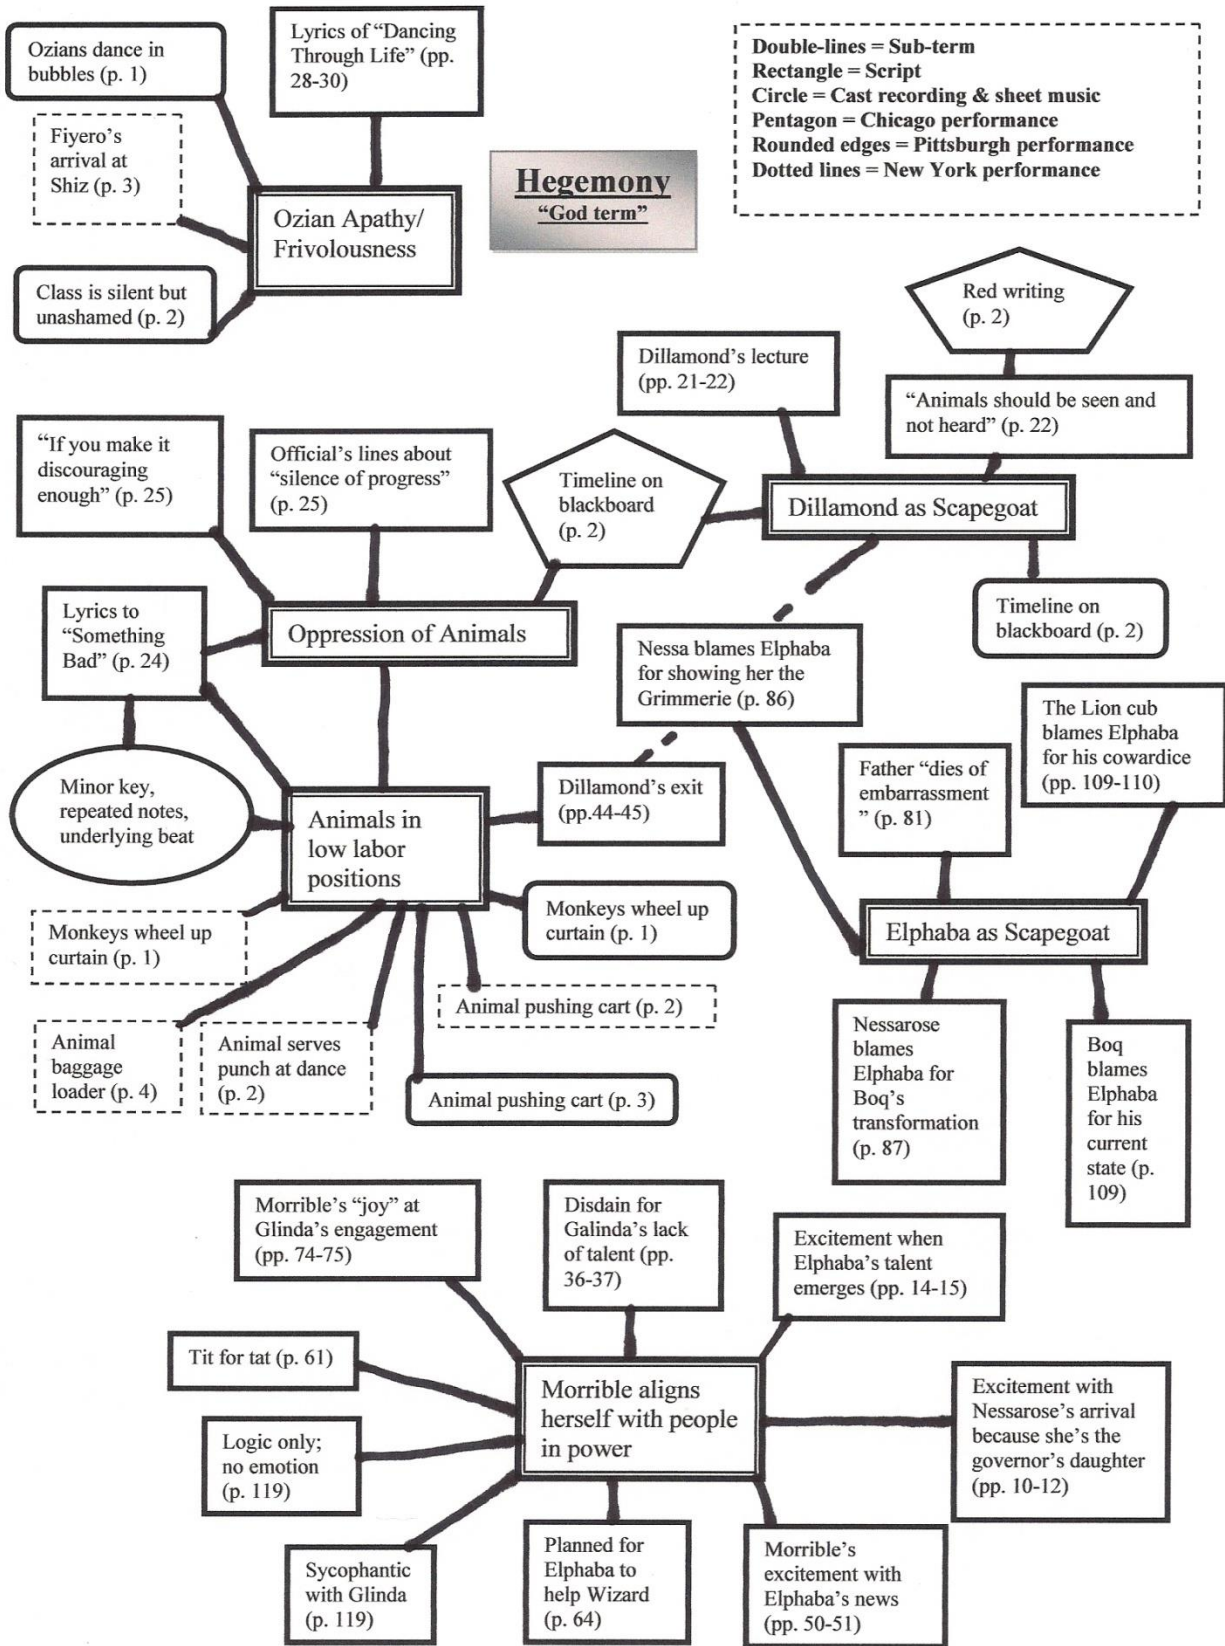 Ozians dance in
bubbles (p. 1)
Lyrics of “Dancing
Through Life” (pp.
28-30)
Double-lines = Sub-term
Rectangle = Script
Circle = Cast recording & sheet music
Pentagon = Chicago performance
Rounded edges = Pittsburgh performance
Dotted lines = New York performance
Fiyero’s
arrival at
Shiz (p. 3)
Hegemony
“God term”
Ozian Apathy/
Frivolousness
Class is silent but
unashamed (p. 2)
Red writing
(p. 2)
Dillamond’s lecture
(pp. 21-22)
“Animals should be seen and
not heard” (p. 22)
“If you make it
discouraging
enough” (p. 25)
Official’s lines about
“silence of progress”
(p. 25)
Timeline on
blackboard
(p. 2)
Dillamond as Scapegoat
Lyrics to
“Something
Bad” (p. 24)
Oppression of Animals
Timeline on
blackboard (p. 2)
Nessa blames Elphaba
for showing her the
Grimmerie (p. 86)
The Lion cub
blames Elphaba
for his cowardice
(pp. 109-110)
Minor key,
repeated notes,
underlying beat
Animals in
low labor
positions
Dillamond’s exit
(pp.44-45)
Father “dies of
embarrassment
” (p. 81)
Monkeys wheel up
curtain (p. 1)
Monkeys wheel up
curtain (p. 1)
Elphaba as Scapegoat
Animal pushing cart (p. 2)
Animal
baggage
loader (p. 4)
Animal serves
punch at dance
(p. 2)
Animal pushing cart (p. 3)
Nessarose
blames
Elphaba for
Boq’s
transformation
(p. 87)
Boq
blames
Elphaba
for his
current
state (p.
109)
Morrible’s “joy” at
Glinda’s engagement
(pp. 74-75)
Disdain for
Galinda’s lack
of talent (pp.
36-37)
Excitement when
Elphaba’s talent
emerges (pp. 14-15)
Tit for tat (p. 61)
Morrible aligns
herself with people
in power
Excitement with
Nessarose’s arrival
because she’s the
governor’s daughter
(pp. 10-12)
Logic only;
no emotion
(p. 119)
Sycophantic
with Glinda
(p. 119)
Planned for
Elphaba to
help Wizard
(p. 64)
Morrible’s
excitement with
Elphaba’s news
(pp. 50-51)